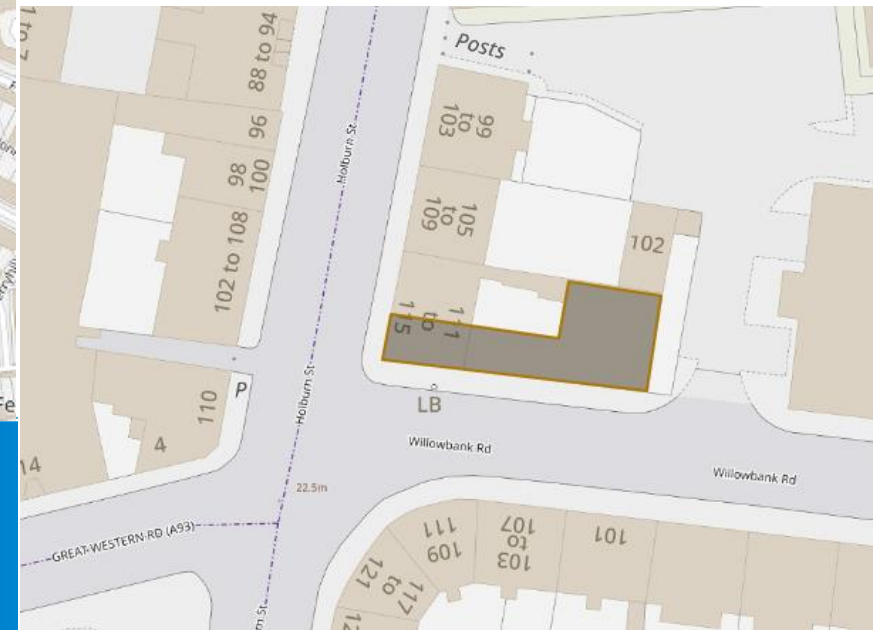 Posts
88 to 94
99
to
103
Holburn St
96
98
100
105
to
109
102
102 to 108
111
to
115
Holburn St
P
110
LB
4
14
Willowbank Rd
Willowbank Rd
22.5m
GREAT-WESTERN RD (A93)
109
111
103
to
107
101
117
to
121